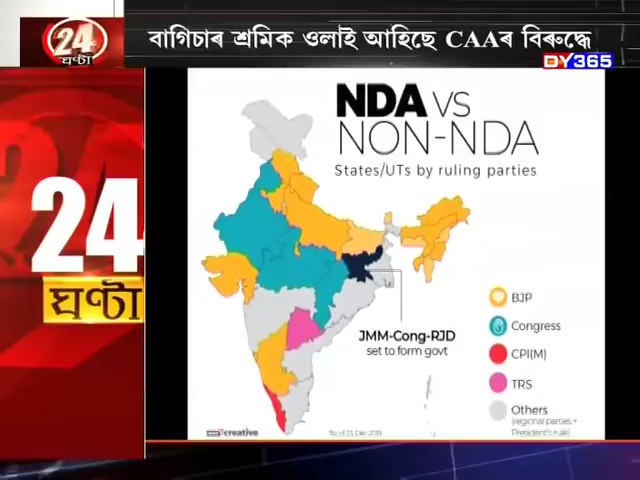 24
ঘণ্টা
বাগিচাৰ শ্ৰমিক ওলাই আহিছে CAAৰ বিৰুদ্ধে
DY365
NDA VS
NON-NDA
States/UTs by ruling parties
24
ঘণ্টা
BJP
Congress
CPI(M)
TRS
Others
(regional parties +
President's rule)
JMM-Cong-RJD
set to form govt
creative